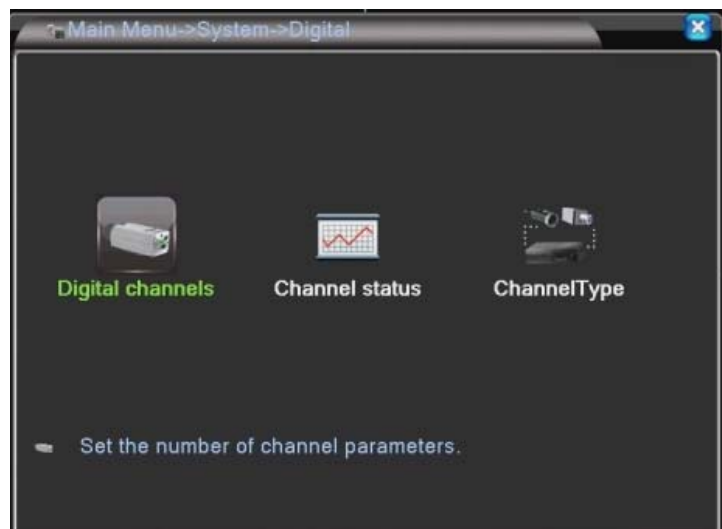 Main Menu->System->Digital
Digital channels
Channel status
ChannelType
Set the number of channel parameters.